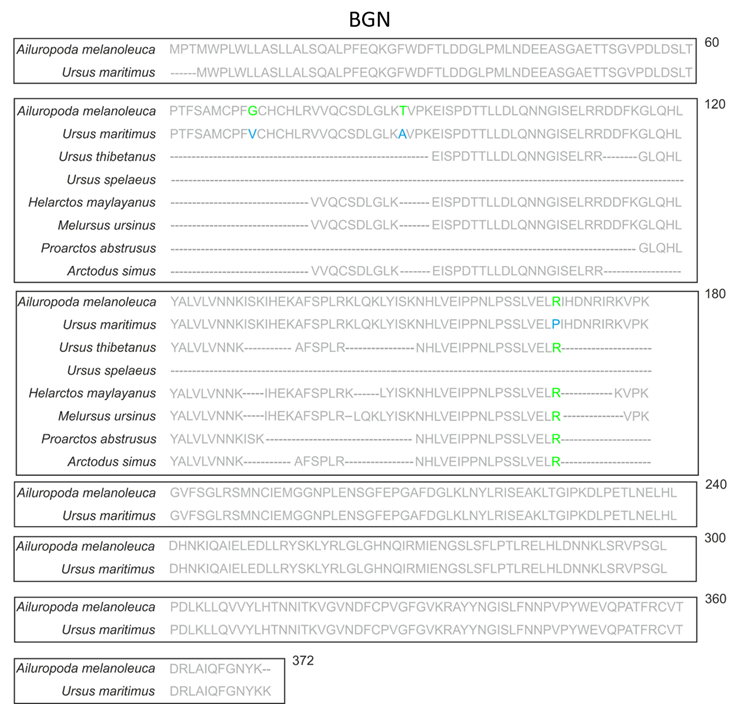 BGN
Ailuropoda melanoleuca MPTMWPLWLLASLLALSQALPFEQKGFWDFTLDDGLPMLNDEEASGAETTSGVPDLDSLT 60
Ursus maritimus ------MWPLWLLASLLALSQALPFEQKGFWDFTLDDGLPMLNDEEASGAETTSGVPDLDSLT
Ailuropoda melanoleuca PTFSAMCPFGCHCHLRVVQCSDLGLKTVPKEISPDTTLLDLQNNGISELRRDDFKGLQHL 120
Ursus maritimus PTFSAMCPFVCHCHLRVVQCSDLGLKAVPKEISPDTTLLDLQNNGISELRRDDFKGLQHL
Ursus thibetanus ------------------------------EISPDTTLLDLQNNGISELRR--------GLQHL
Ursus spelaeus ------------------------------------------------------------
Helarctos maylayanus ----------------VVQCSDLGLK------EISPDTTLLDLQNNGISELRRDDFKGLQHL
Melursus ursinus ----------------VVQCSDLGLK------EISPDTTLLDLQNNGISELRRDDFKGLQHL
Proarctos abstrusus -------------------------------------------------------GLQHL
Arctodus simus ----------------VVQCSDLGLK------EISPDTTLLDLQNNGISELRR--------------
Ailuropoda melanoleuca YALVLVNNKISKIHEKAFSPLRKLQKLYISKNHLVEIPPNLPSSLVELRIHDNRIRKVPK 180
Ursus maritimus YALVLVNNKISKIHEKAFSPLRKLQKLYISKNHLVEIPPNLPSSLVELPIHDNRIRKVPK
Ursus thibetanus YALVLVNNK-----------AFSPLR----------------NHLVEIPPNLPSSLVELR---------------------
Ursus spelaeus ------------------------------------------------------------
Helarctos maylayanus YALVLVNNK-----IHEKAFSPLRK------LYISKNHLVEIPPNLPSSLVELR------------KVPK
Melursus ursinus YALVLVNNK-----IHEKAFSPLR--LQKLYISKNHLVEIPPNLPSSLVELR--------------VPK
Proarctos abstrusus YALVLVNNKISK----------------------------------NHLVEIPPNLPSSLVELR---------------------
Arctodus simus YALVLVNNK-----------AFSPLR----------------NHLVEIPPNLPSSLVELR---------------------
Ailuropoda melanoleuca GVFSGLRSMNCIEMGGNPLENSGFEPGAFDGLKLNYLRISEAKLTGIPKDLPETLNELHL 240
Ursus maritimus GVFSGLRSMNCIEMGGNPLENSGFEPGAFDGLKLNYLRISEAKLTGIPKDLPETLNELHL
Ailuropoda melanoleuca DHNKIQAIELEDLLRYSKLYRLGLGHNQIRMIENGSLSFLPTLRELHLDNNKLSRVPSGL 300
Ursus maritimus DHNKIQAIELEDLLRYSKLYRLGLGHNQIRMIENGSLSFLPTLRELHLDNNKLSRVPSGL
Ailuropoda melanoleuca PDLKLLQVVYLHTNNITKVGVNDFCPVGFGVKRAYYNGISLFNNPVPYWEVQPATFRCVT 360
Ursus maritimus PDLKLLQVVYLHTNNITKVGVNDFCPVGFGVKRAYYNGISLFNNPVPYWEVQPATFRCVT
Ailuropoda melanoleuca DRLAIQFGNYK-- 372
Ursus maritimus DRLAIQFGNYKK